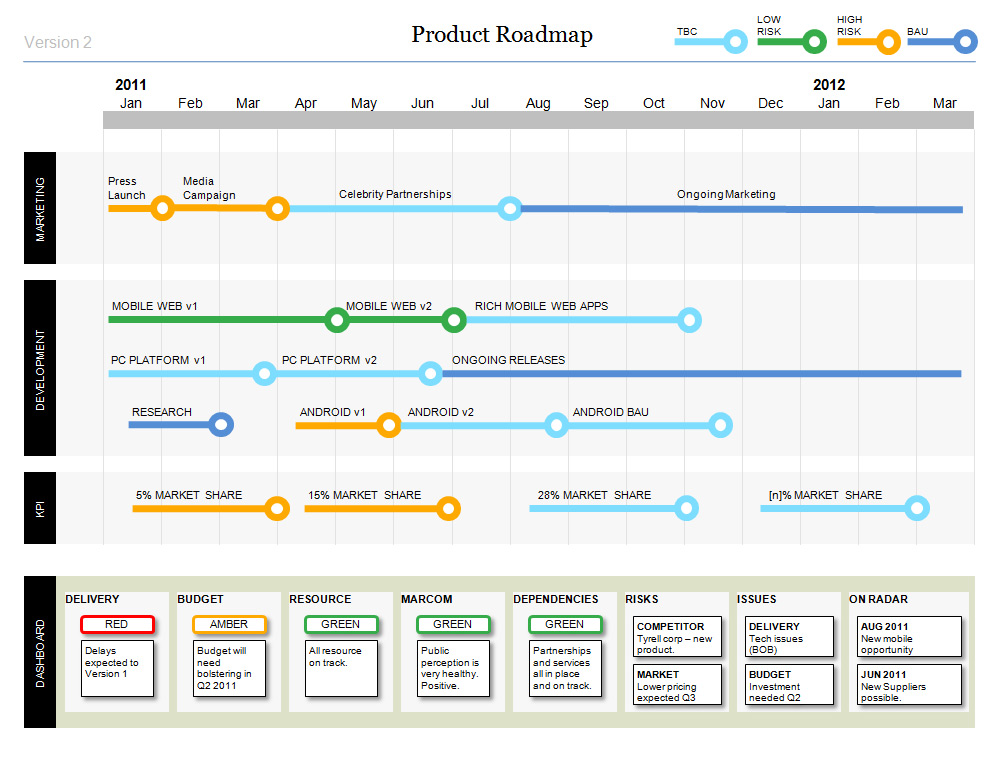 Version 2
Product Roadmap
TBC
LOW
RISK
HIGH
RISK
BAU
2011
2012
Jan Feb Mar Apr May Jun Jul Aug Sep Oct Nov Dec Jan Feb Mar
MARKETING
Press
Launch
Media
Campaign
Celebrity Partnerships
Ongoing Marketing
DEVELOPMENT
MOBILE WEB v1
MOBILE WEB v2
RICH MOBILE WEB APPS
PC PLATFORM v1
PC PLATFORM v2
ONGOING RELEASES
RESEARCH
ANDROID v1
ANDROID v2
ANDROID BAU
KPI
5% MARKET SHARE
15% MARKET SHARE
28% MARKET SHARE
[n]% MARKET SHARE
DASHBOARD
DELIVERY
RED
Delays
expected to
Version 1
BUDGET
AMBER
Budget will
need
bolstering in
Q2 2011
RESOURCE
GREEN
All resource
on track.
MARCOM
GREEN
Public
perception is
very healthy.
Positive.
DEPENDENCIES
GREEN
Partnerships
and services
all in place
and on track.
RISKS
COMPETITOR
Tyrell corp – new
product.
MARKET
Lower pricing
expected Q3
ISSUES
DELIVERY
Tech issues
(BOB)
BUDGET
Investment
needed Q2
ON RADAR
AUG 2011
New mobile
opportunity
JUN 2011
New Suppliers
possible.